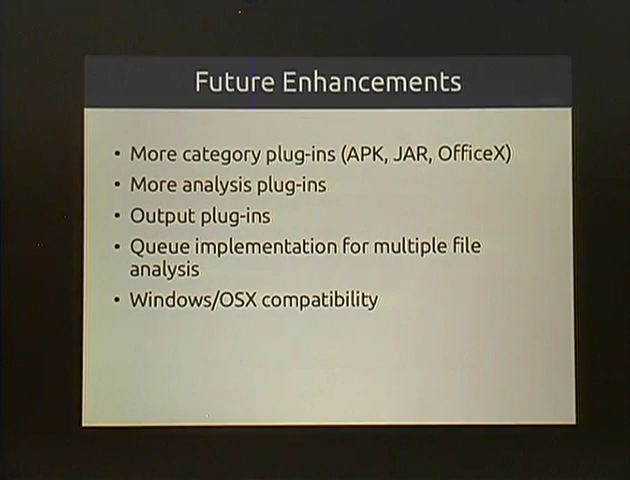 Future Enhancements
• More category plug-ins (APK, JAR, OfficeX)
• More analysis plug-ins
• Output plug-ins
• Queue implementation for multiple file
analysis
• Windows/OSX compatibility